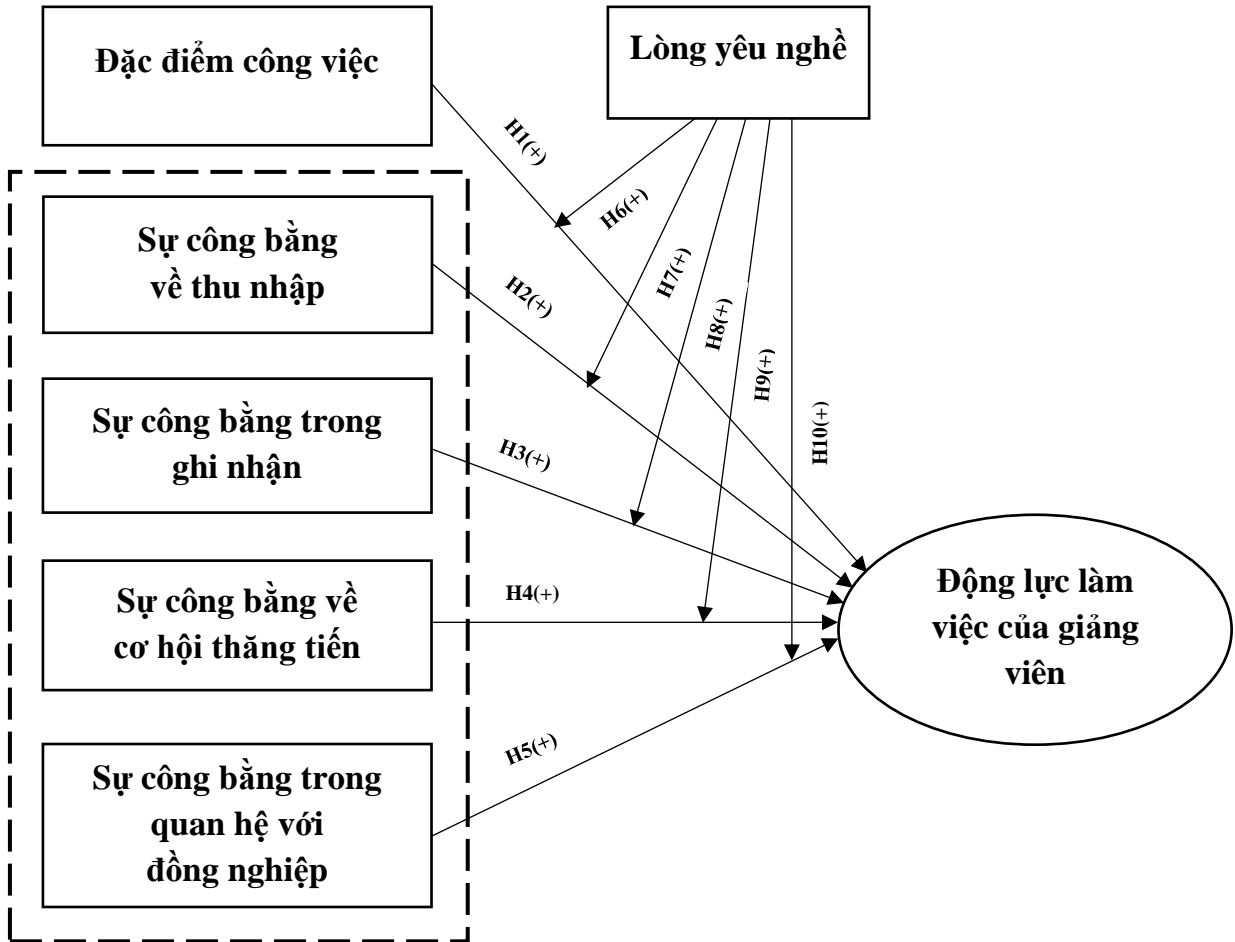 Đặc điểm công việc
Lòng yêu nghề
H1(+)
H6(+)
Sự công bằng
về thu nhập
H2(+)
H7(+)
H8(+)
H9(+)
H10(+)
Sự công bằng trong
ghi nhận
H3(+)
Sự công bằng về
cơ hội thăng tiến
H4(+)
Động lực làm
việc của giảng
viên
Sự công bằng trong
quan hệ với
đồng nghiệp
H5(+)